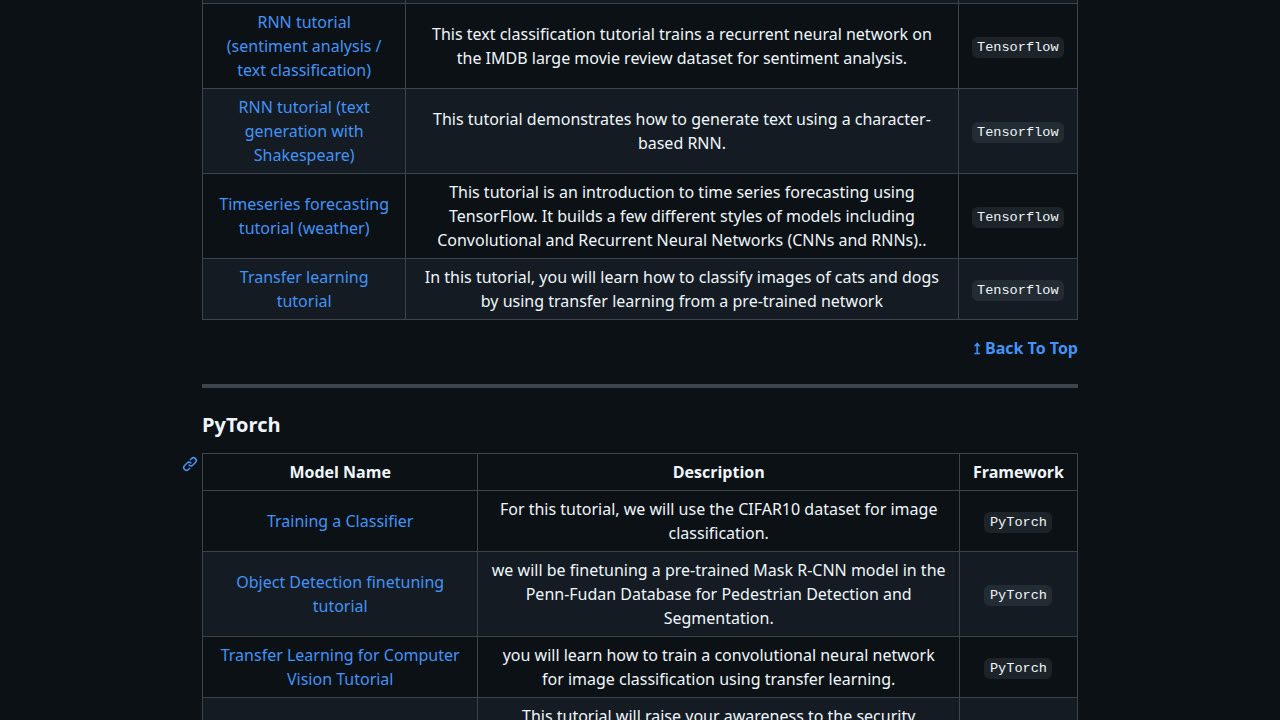 RNN tutorial
(sentiment analysis /
text classification)
This text classification tutorial trains a recurrent neural network on
the IMDB large movie review dataset for sentiment analysis.
Tensorflow
RNN tutorial (text
generation with
Shakespeare)
This tutorial demonstrates how to generate text using a character-
based RNN.
Tensorflow
Timeseries forecasting
tutorial (weather)
This tutorial is an introduction to time series forecasting using
TensorFlow. It builds a few different styles of models including
Convolutional and Recurrent Neural Networks (CNNs and RNNs)..
Tensorflow
Transfer learning
tutorial
In this tutorial, you will learn how to classify images of cats and dogs
by using transfer learning from a pre-trained network
Tensorflow
↥ Back To Top
PyTorch
Model Name
Description
Framework
Training a Classifier
For this tutorial, we will use the CIFAR10 dataset for image
classification.
PyTorch
Object Detection finetuning
tutorial
we will be finetuning a pre-trained Mask R-CNN model in the
Penn-Fudan Database for Pedestrian Detection and
Segmentation.
PyTorch
Transfer Learning for Computer
Vision Tutorial
you will learn how to train a convolutional neural network
for image classification using transfer learning.
PyTorch
This tutorial will raise your awareness to the security